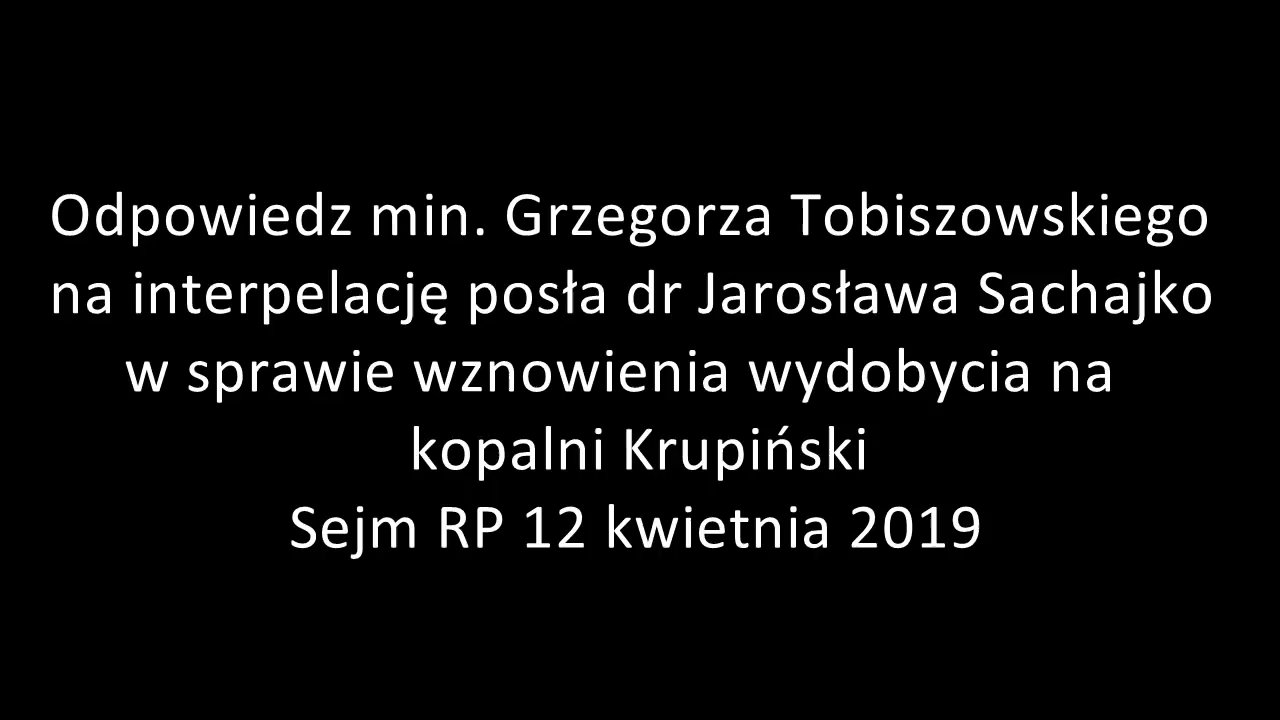 Odpowiedz min. Grzegorza Tobiszowskiego
na interpelację posła dr Jarosława Sachajko
w sprawie wznowienia wydobycia na
kopalni Krupiński
Sejm RP 12 kwietnia 2019